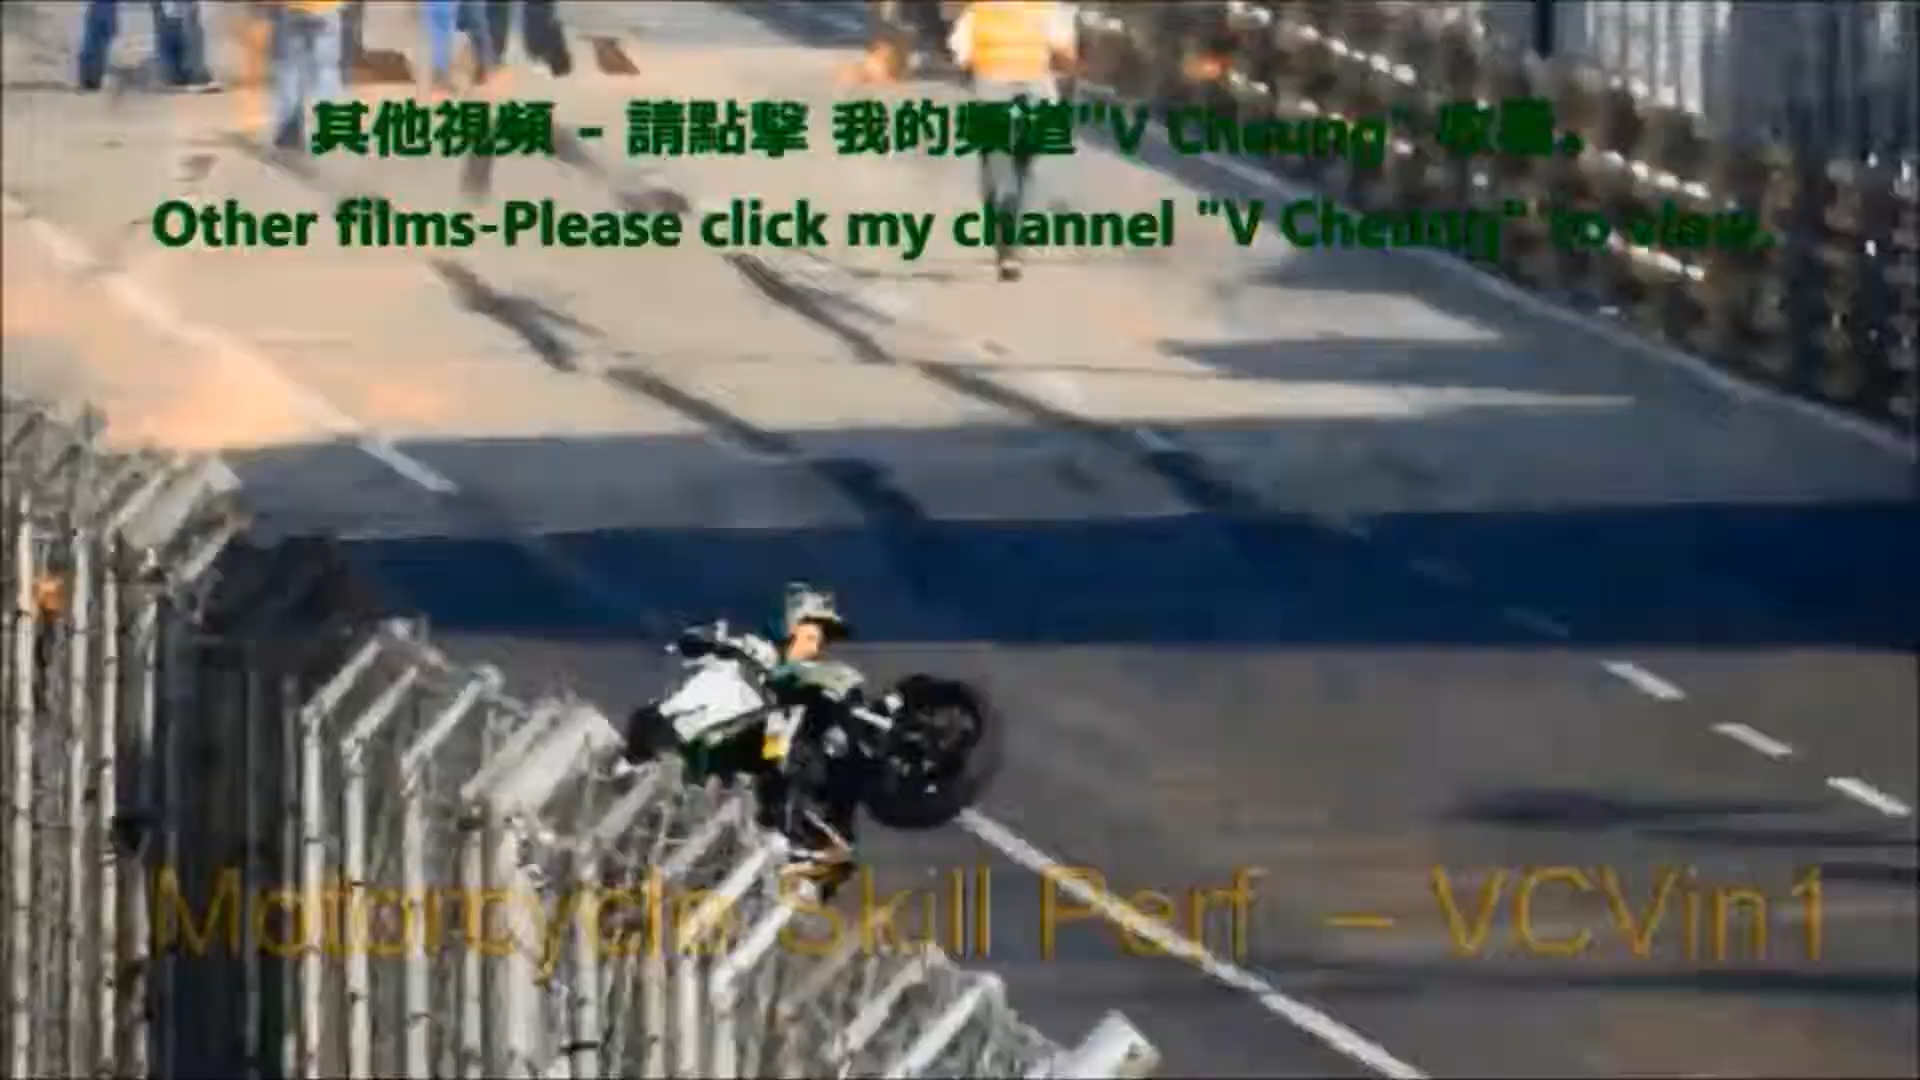 其他視頻 - 請點擊 我的頻道"V Cheung" 收看。
Other films-Please click my channel "V Cheung" to view.
Motorcycle Skill Perf – VCVin1